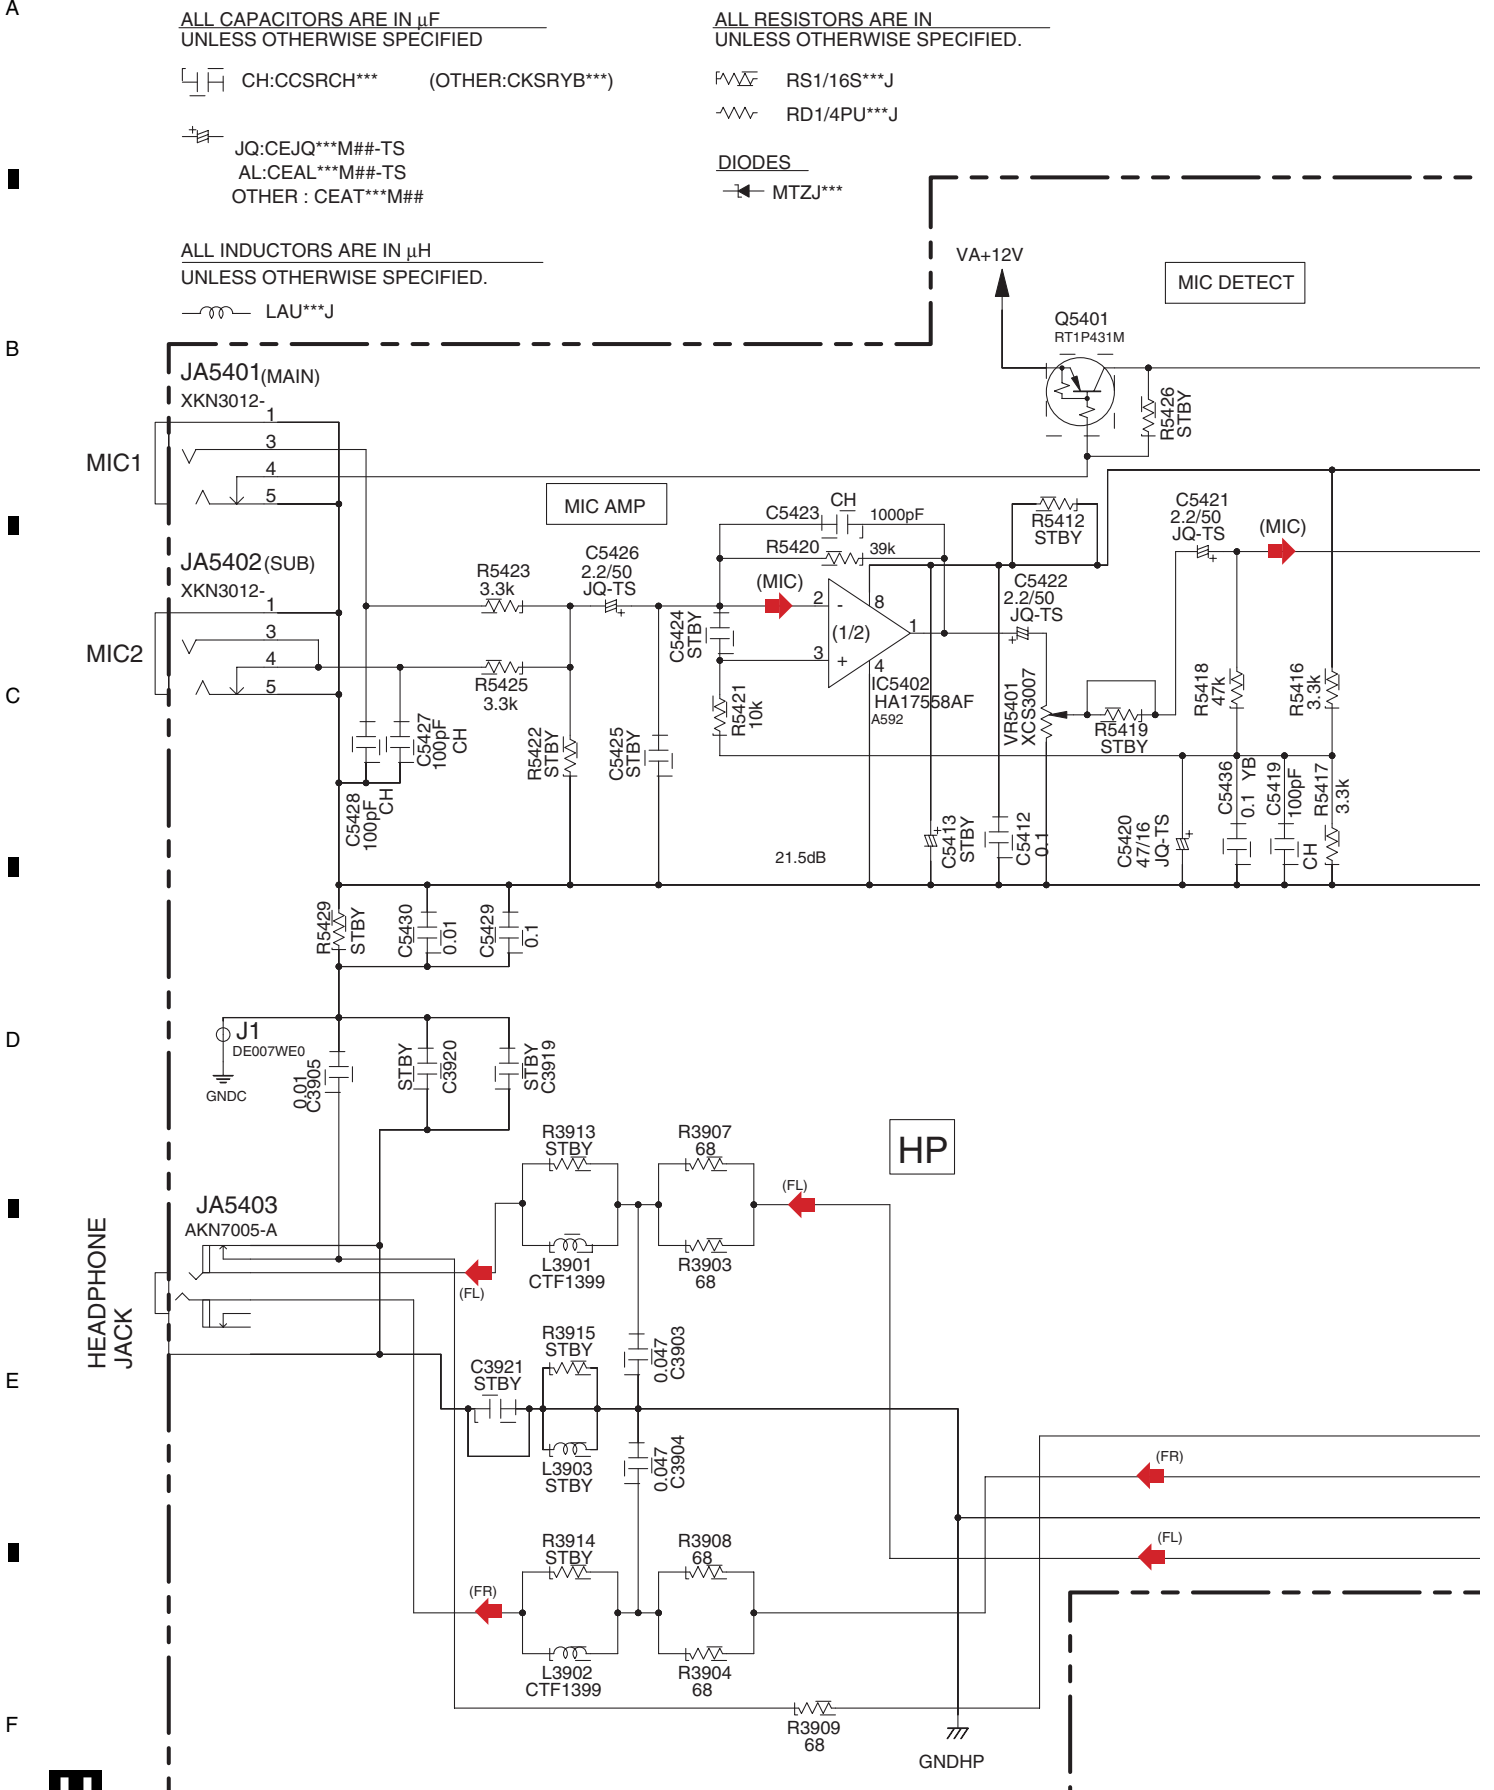 A
ALL CAPACITORS ARE IN µF
UNLESS OTHERWISE SPECIFIED
CH:CCSRCH*** (OTHER:CKSRYB***)
JQ:CEJQ***M##-TS
AL:CEAL***M##-TS
OTHER : CEAT***M##
ALL INDUCTORS ARE IN µH
UNLESS OTHERWISE SPECIFIED.
LAU***J
ALL RESISTORS ARE IN
UNLESS OTHERWISE SPECIFIED.
RS1/16S***J
RD1/4PU***J
DIODES
MTZJ***
VA+12V
MIC DETECT
Q5401
RT1P431M
R5426
STBY
B
JA5401(MAIN)
XKN3012-
1
3
4
5
MIC1
MIC AMP
JA5402(SUB)
XKN3012-
1
3
4
5
MIC2
R5423
3.3k
C5426
2.2/50
JQ-TS
R5425
3.3k
C5423
CH
1000pF
R5420
39k
(MIC)
2
-
8
(1/2)
1
3
+
4
IC5402
HA17558AF
A592
C5424
STBY
R5421
10k
R5412
STBY
C5422
2.2/50
JQ-TS
C5421
2.2/50
JQ-TS
(MIC)
VR5401
XCS3007
R5419
STBY
R5418
47k
R5416
3.3k
C
C5427
100pF
CH
C5428
100pF
CH
R5422
STBY
C5425
STBY
21.5dB
C5413
STBY
C5412
0.1
C5420
47/16
JQ-TS
C5436
0.1 YB
C5419
100pF
CH
R5417
3.3k
R5429
STBY
C5430
0.01
C5429
0.1
D
J1
DE007WE0
GNDC
0.01
C3905
STBY
C3920
STBY
C3919
HP
R3913
STBY
L3901
CTF1399
R3907
68
R3903
68
(FL)
JA5403
AKN7005-A
HEADPHONE
JACK
(FL)
E
R3915
STBY
C3921
STBY
L3903
STBY
0.047
C3903
0.047
C3904
(FR)
(FL)
R3914
STBY
L3902
CTF1399
R3908
68
R3904
68
(FR)
F
R3909
68
GNDHP